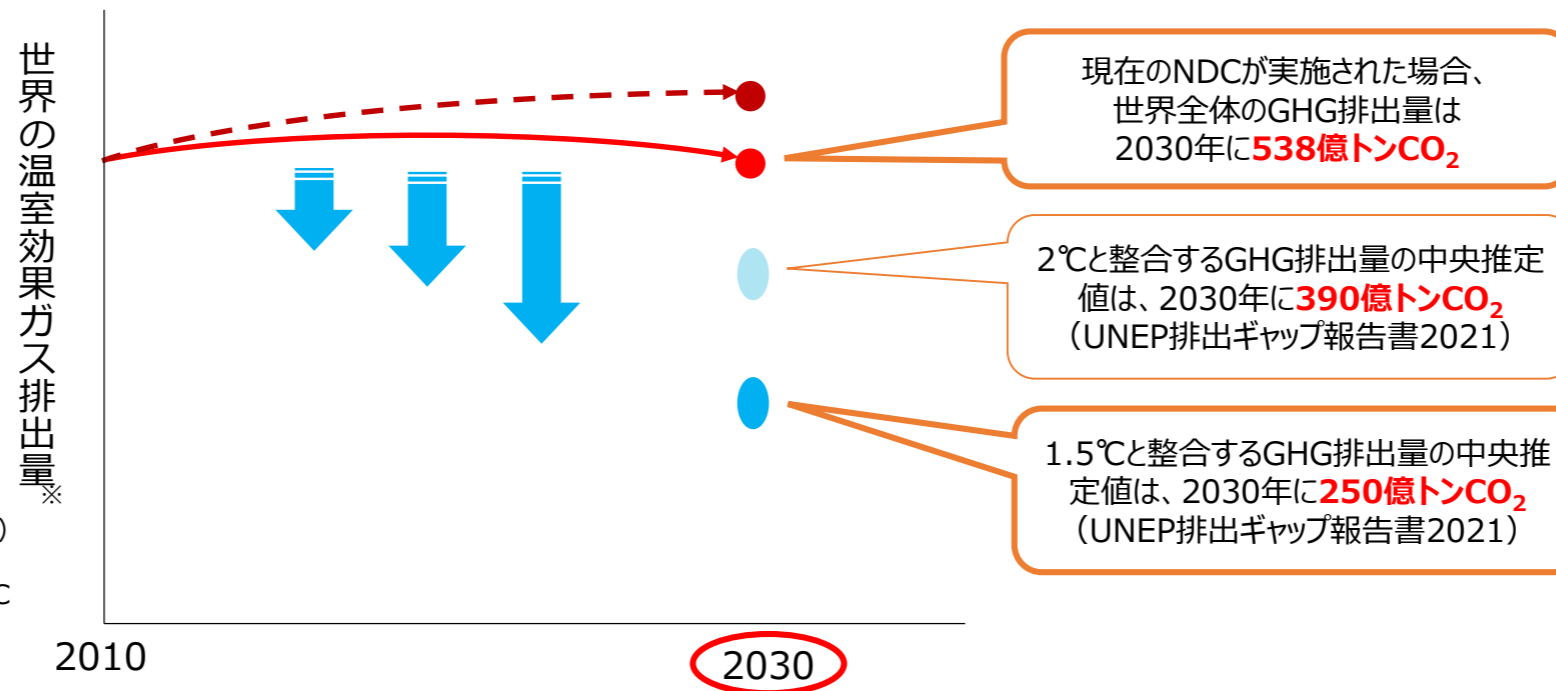 世界の温室効果ガス排出量※
)
C
現在のNDCが実施された場合、
世界全体のGHG排出量は
2030年に538億トンCO₂
2℃と整合するGHG排出量の中央推定
値は、2030年に390億トンCO₂
（UNEP排出ギャップ報告書2021）
1.5℃と整合するGHG排出量の中央推
定値は、2030年に250億トンCO₂
（UNEP排出ギャップ報告書2021）
2010
2030